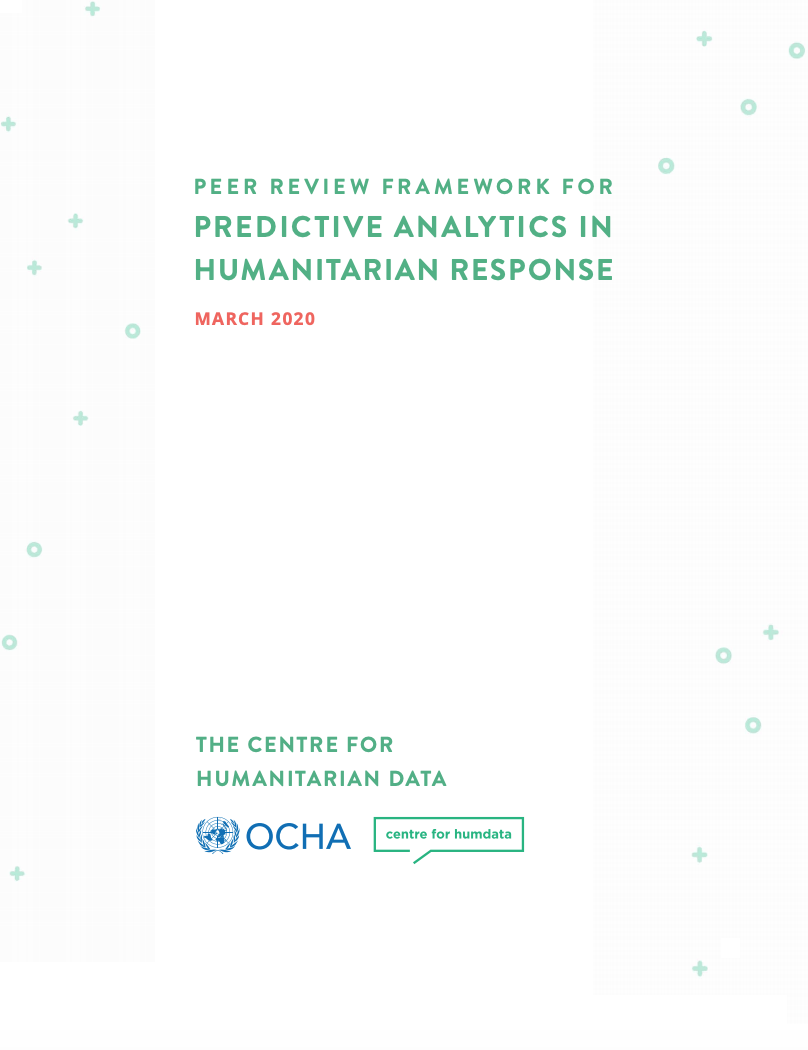 PEER REVIEW FRAMEWORK FOR
PREDICTIVE ANALYTICS IN
HUMANITARIAN RESPONSE
MARCH 2020
THE CENTRE FOR
HUMANITARIAN DATA
OCHA
centre for humdata